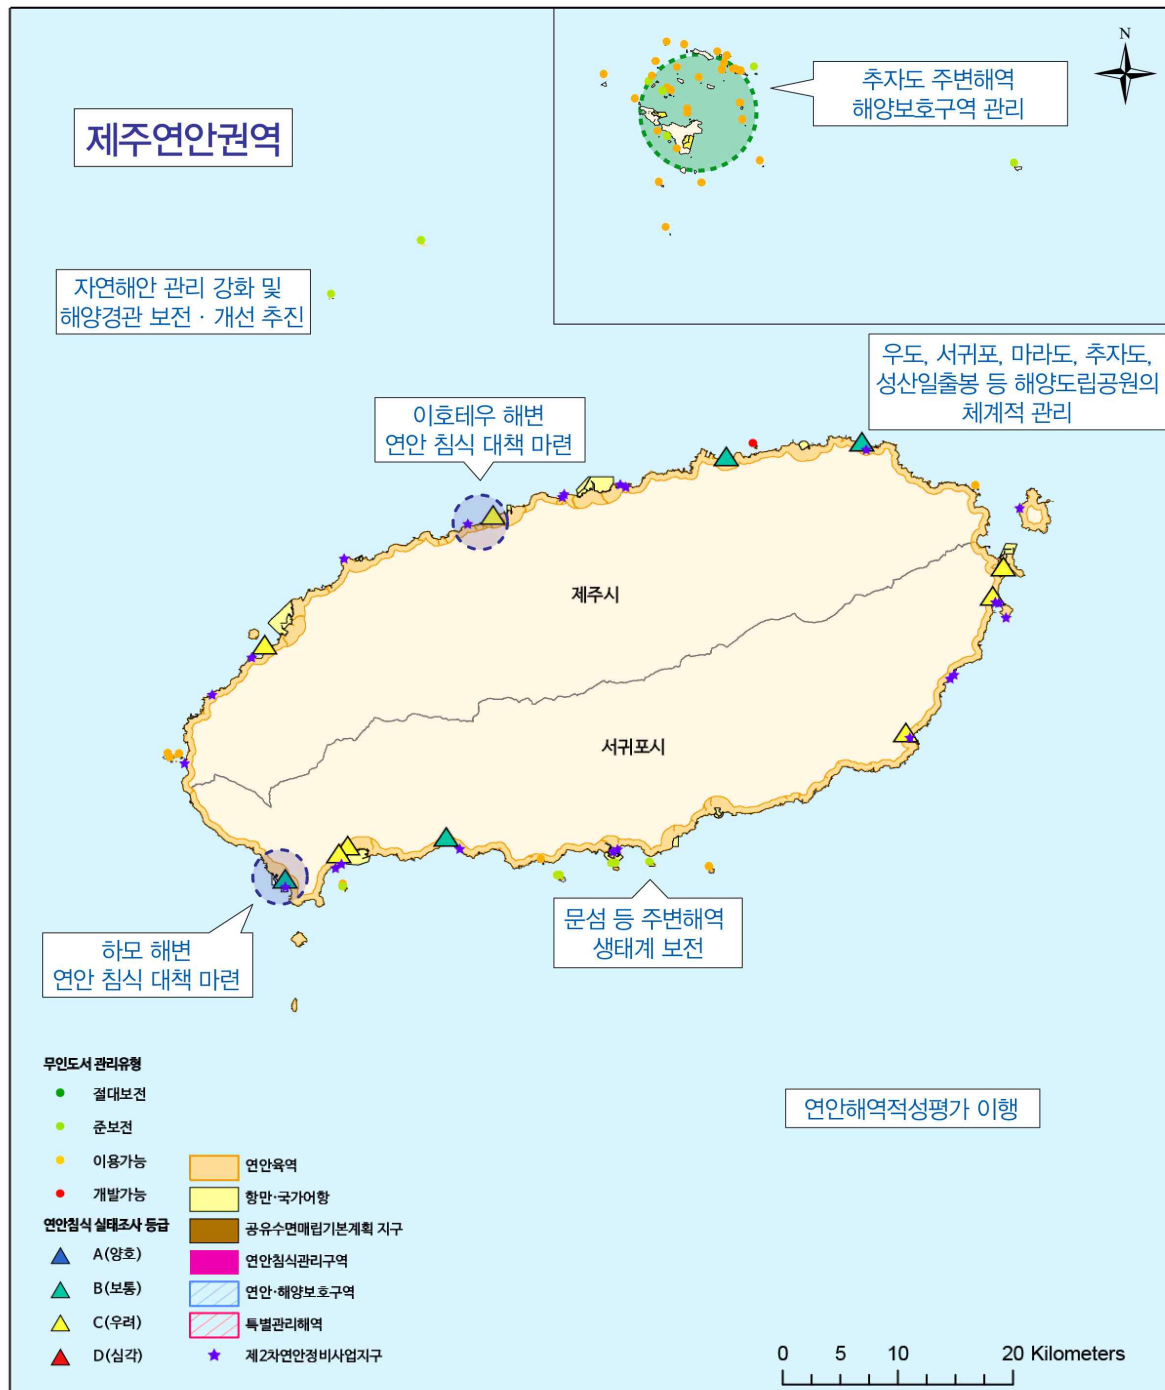 N
추자도 주변해역
해양보호구역 관리
제주연안권역
자연해안 관리 강화 및
해양경관 보전 · 개선 추진
우도, 서귀포, 마라도, 추자도,
성산일출봉 등 해양도립공원의
체계적 관리
이호테우 해변
연안 침식 대책 마련
제주시
서귀포시
문섬 등 주변해역
생태계 보전
하모 해변
연안 침식 대책 마련
연안해역적성평가 이행
무인도서 관리유형
절대보전
준보전
이용가능
개발가능
연안침식 실태조사 등급
A(양호)
B(보통)
C(우려)
D(심각)
연안육역
항만·국가어항
공유수면매립기본계획 지구
연안침식관리구역
연안·해양보호구역
특별관리해역
제2차연안정비사업지구
0 5 10 20 Kilometers